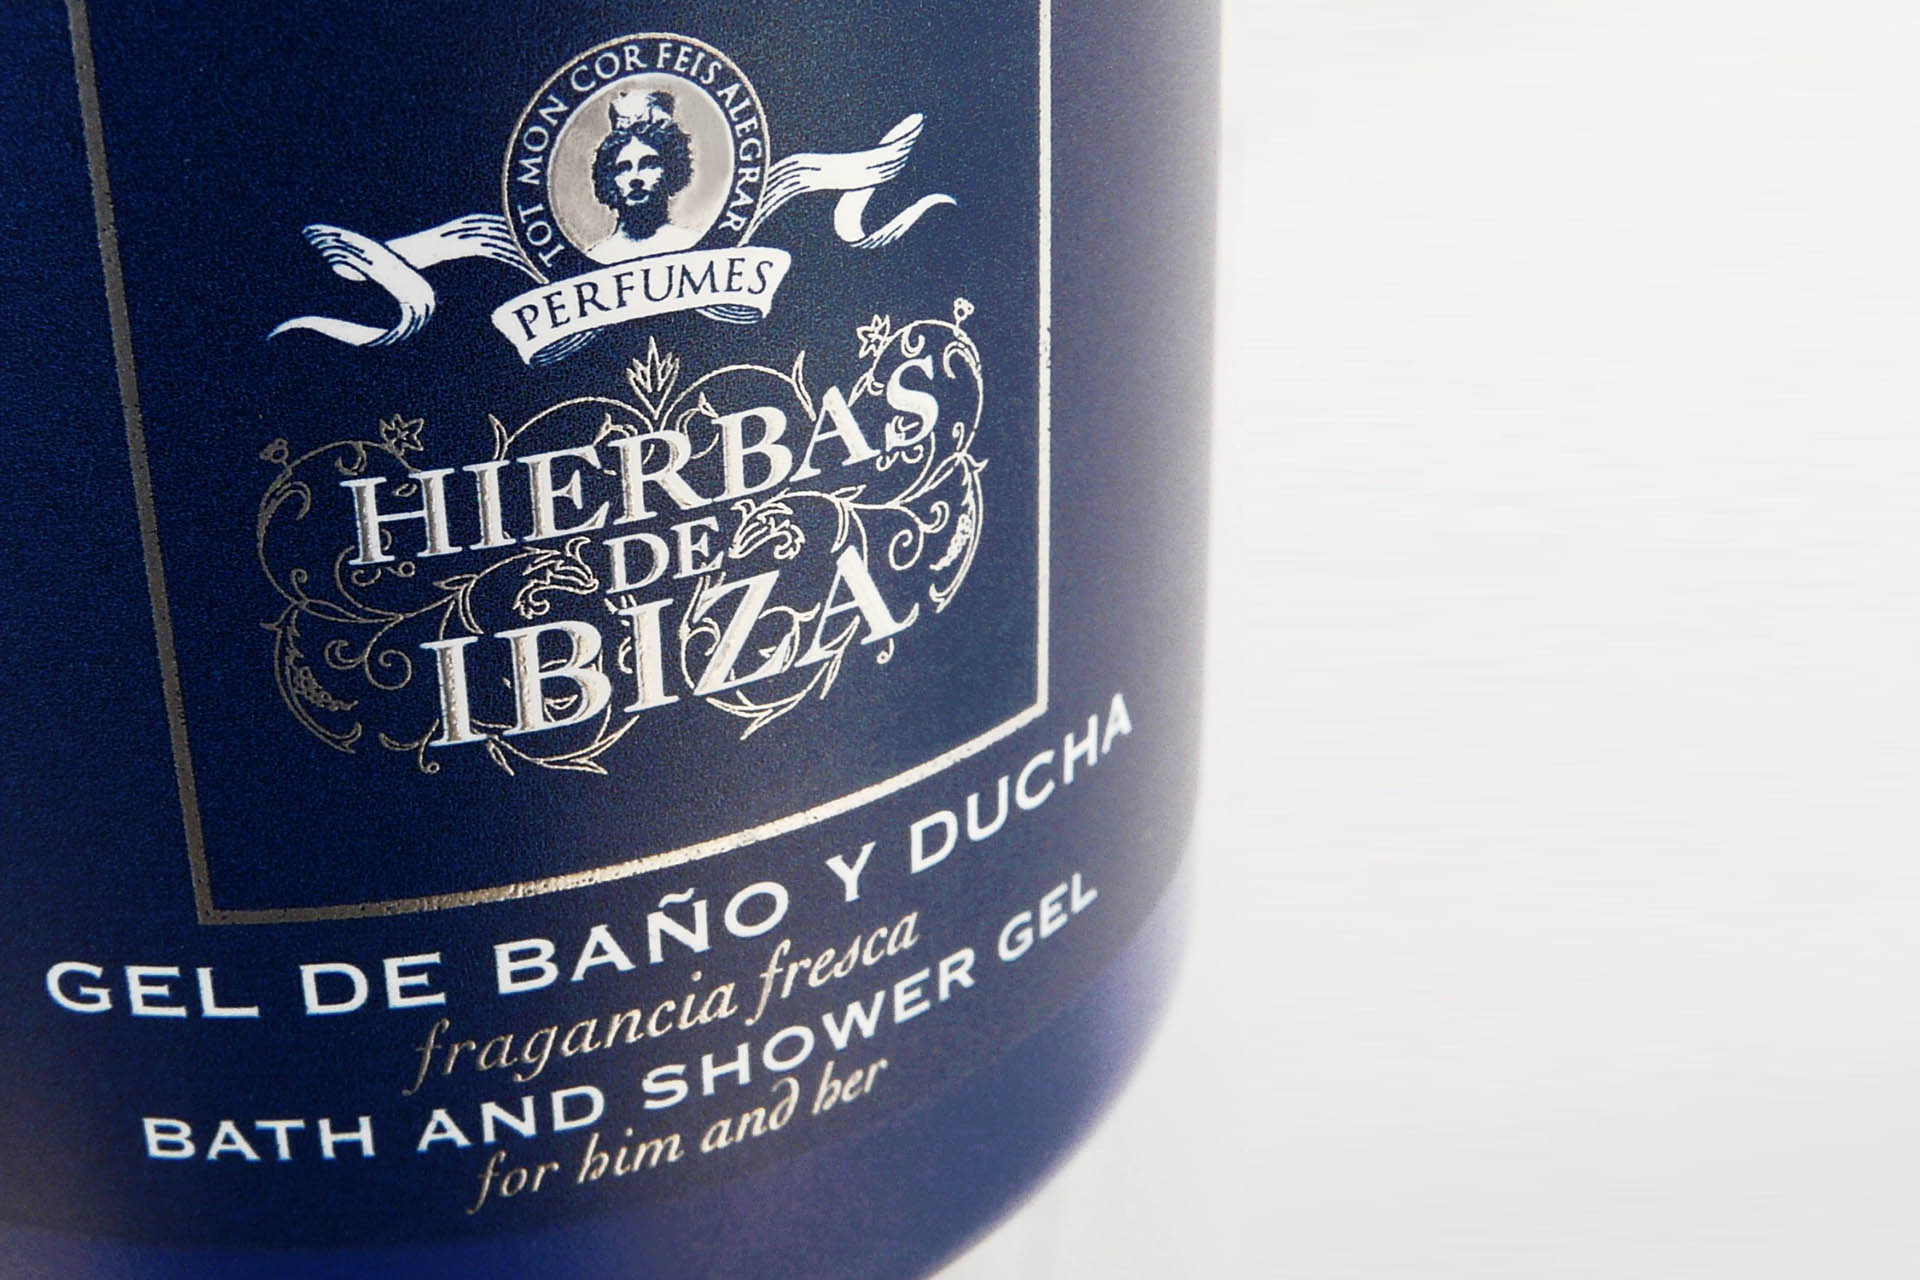 TOT MON COR FEIS ALEGRAR
PERFUMES
HIERBAS
DE
IBIZA
GEL DE BAÑO Y DUCHA
fragancia fresca
BATH AND SHOWER GEL
for him and her